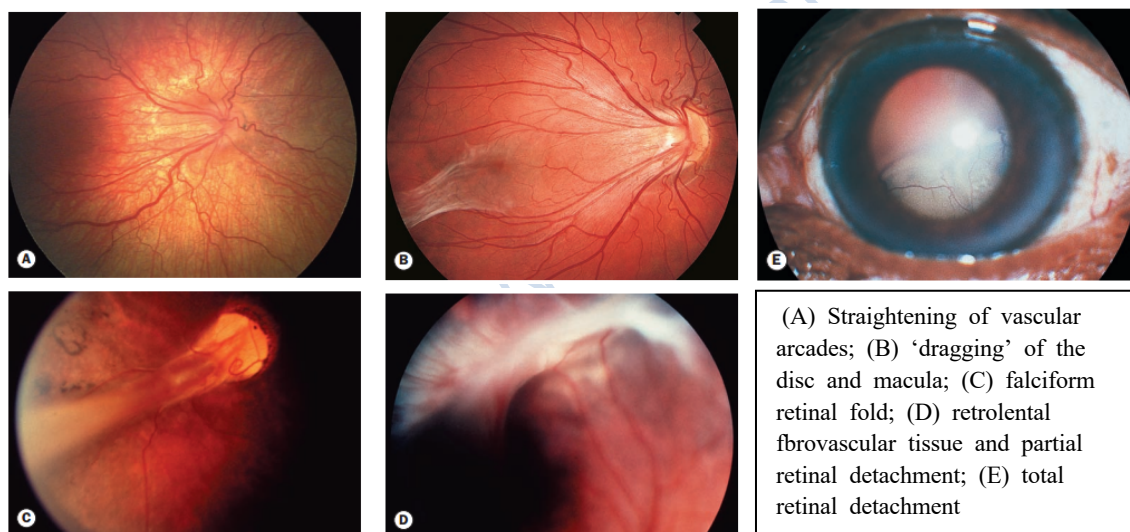 A
B
E
C
D
(A) Straightening of vascular
arcades; (B) ‘dragging’ of the
disc and macula; (C) falciform
retinal fold; (D) retrolental
fbrovascular tissue and partial
retinal detachment; (E) total
retinal detachment